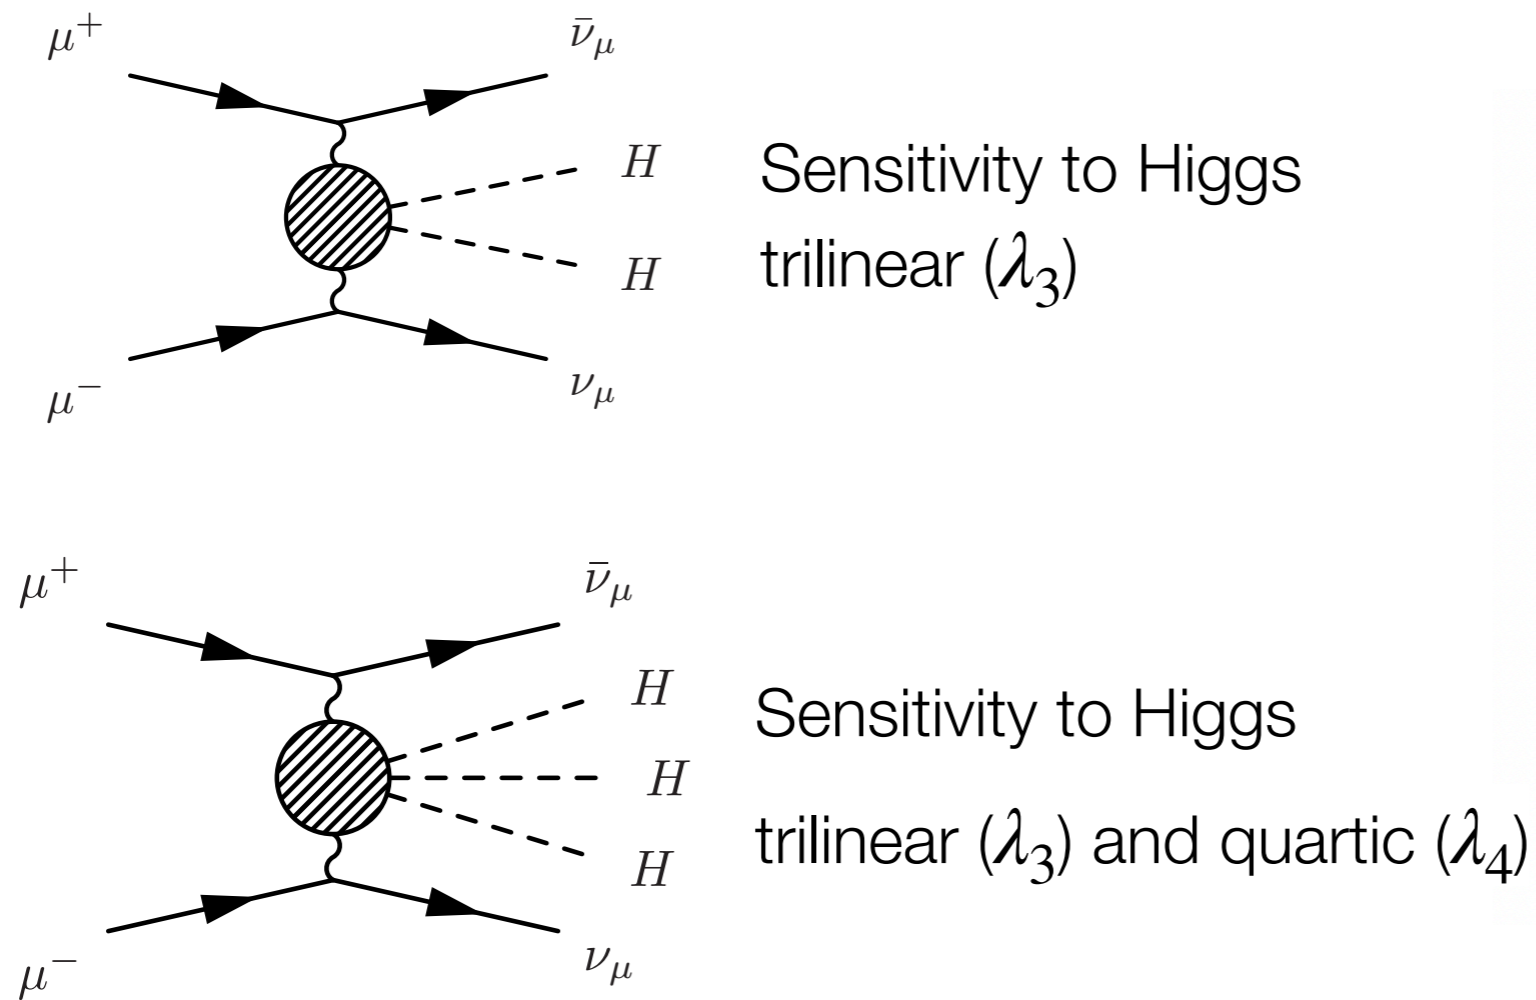 μ⁺
ν̄_μ
H
Sensitivity to Higgs
trilinear (λ₃)
H
μ⁻
ν_μ
μ⁺
ν̄_μ
H
Sensitivity to Higgs
H
trilinear (λ₃) and quartic (λ₄)
H
μ⁻
ν_μ